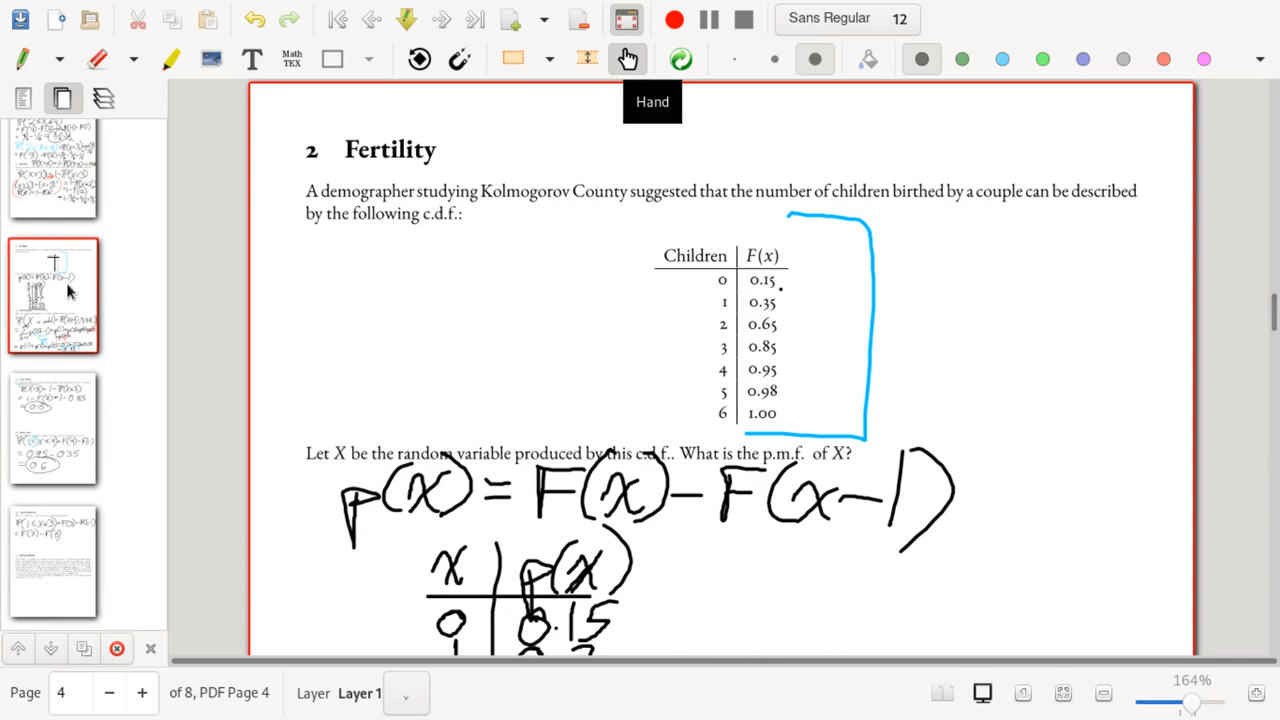 Sans Regular 12
Math
TEX
Hand
2 Fertility
A demographer studying Kolmogorov County suggested that the number of children birthed by a couple can be described
by the following c.d.f.:
Children F(x)
0 0.15
1 0.35
2 0.65
3 0.85
4 0.95
5 0.98
6 1.00
Let X be the random variable produced by this c.d.f.. What is the p.m.f. of X?
p(x) = F(x) - F(x-1)
x p(x)
0 0.15
Page 4 of 8, PDF Page 4 Layer Layer 1
164%